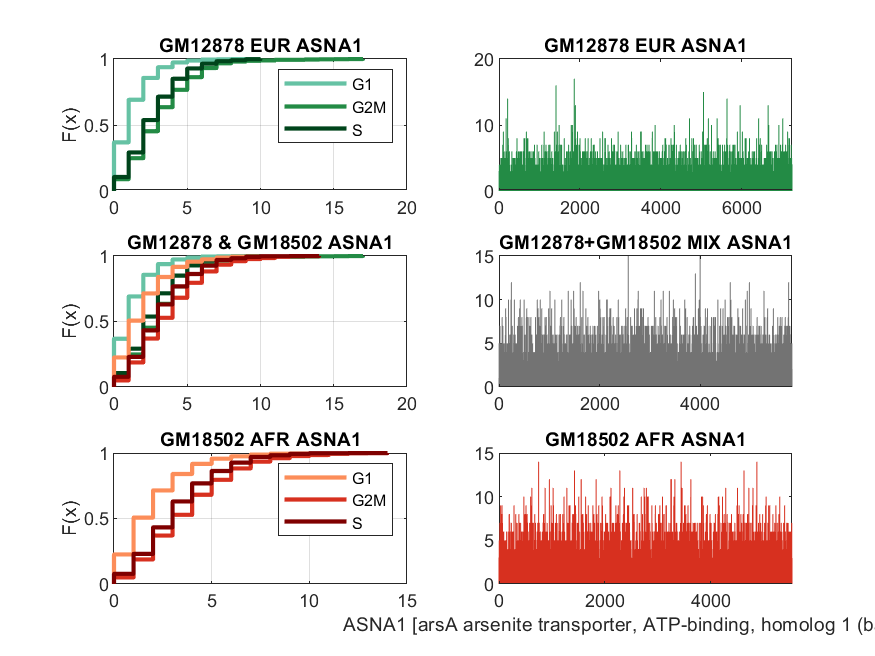 GM12878 EUR ASNA1
F(x)
1
0.5
0
0
5
10
15
20
G1
G2M
S
GM12878 EUR ASNA1
20
10
0
0
2000
4000
6000
GM12878 & GM18502 ASNA1
F(x)
1
0.5
0
0
5
10
15
20
GM12878+GM18502 MIX ASNA1
15
10
5
0
0
2000
4000
GM18502 AFR ASNA1
F(x)
1
0.5
0
0
5
10
15
G1
G2M
S
GM18502 AFR ASNA1
15
10
5
0
0
2000
4000
ASNA1 [arsA arsenite transporter, ATP-binding, homolog 1 (ba